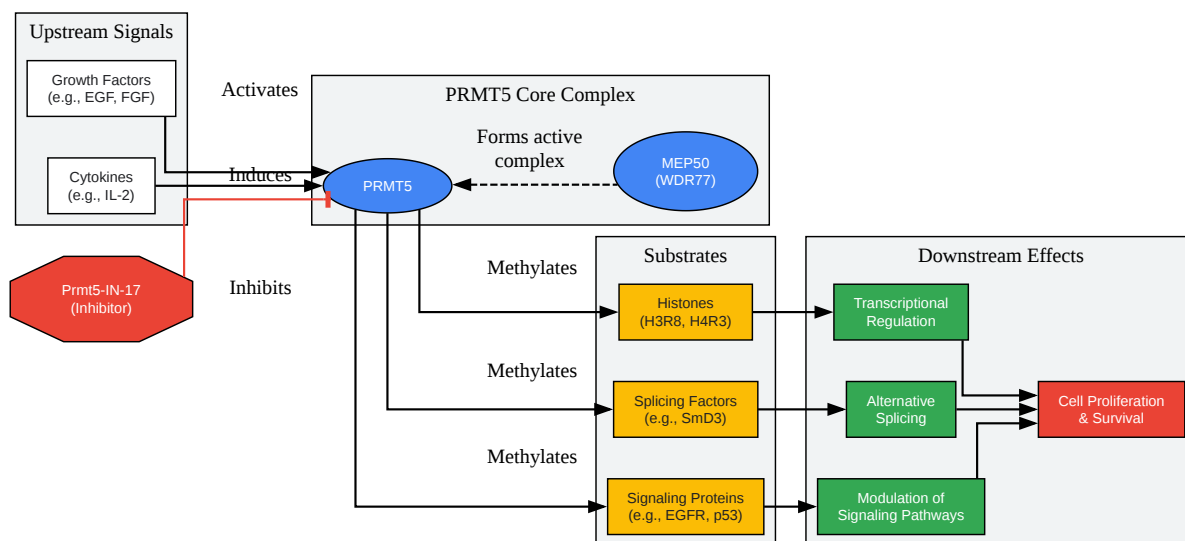 Upstream Signals
Growth Factors
(e.g., EGF, FGF)
Cytokines
(e.g., IL-2)
Prmt5-IN-17
(Inhibitor)
Activates
Induces
Inhibits
PRMT5 Core Complex
PRMT5
Forms active
complex
MEP50
(WDR77)
Methylates
Methylates
Methylates
Substrates
Histones
(H3R8, H4R3)
Splicing Factors
(e.g., SmD3)
Signaling Proteins
(e.g., EGFR, p53)
Downstream Effects
Transcriptional
Regulation
Alternative
Splicing
Modulation of
Signaling Pathways
Cell Proliferation
& Survival